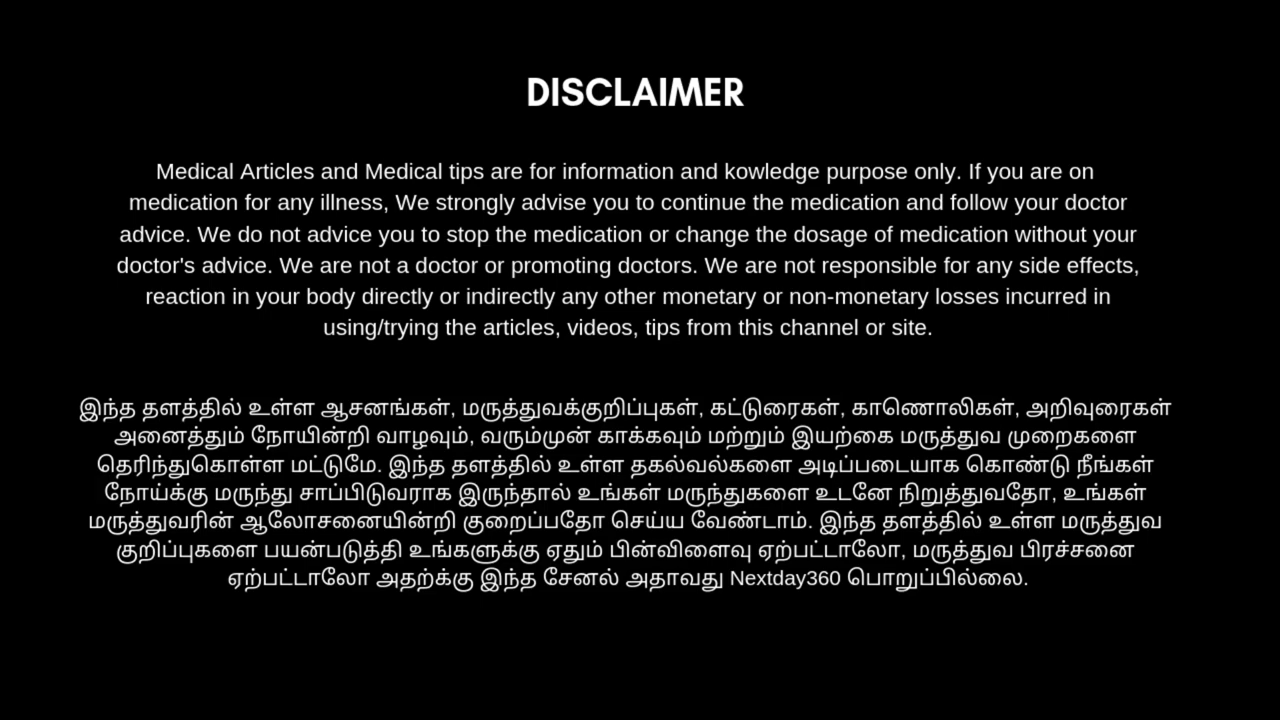 DISCLAIMER
Medical Articles and Medical tips are for information and kowledge purpose only. If you are on
medication for any illness, We strongly advise you to continue the medication and follow your doctor
advice. We do not advice you to stop the medication or change the dosage of medication without your
doctor's advice. We are not a doctor or promoting doctors. We are not responsible for any side effects,
reaction in your body directly or indirectly any other monetary or non-monetary losses incurred in
using/trying the articles, videos, tips from this channel or site.
இந்த தளத்தில் உள்ள ஆசனங்கள், மருத்துவக்குறிப்புகள், கட்டுரைகள், காணொலிகள், அறிவுரைகள்
அனைத்தும் நோயின்றி வாழவும், வரும்முன் காக்கவும் மற்றும் இயற்கை மருத்துவ முறைகளை
தெரிந்துகொள்ள மட்டுமே. இந்த தளத்தில் உள்ள தகல்வல்களை அடிப்படையாக கொண்டு நீங்கள்
நோய்க்கு மருந்து சாப்பிடுவராக இருந்தால் உங்கள் மருந்துகளை உடனே நிறுத்துவதோ, உங்கள்
மருத்துவரின் ஆலோசனையின்றி குறைப்பதோ செய்ய வேண்டாம். இந்த தளத்தில் உள்ள மருத்துவ
குறிப்புகளை பயன்படுத்தி உங்களுக்கு ஏதும் பின்விளைவு ஏற்பட்டாலோ, மருத்துவ பிரச்சனை
ஏற்பட்டாலோ அதற்க்கு இந்த சேனல் அதாவது Nextday360 பொறுப்பில்லை.